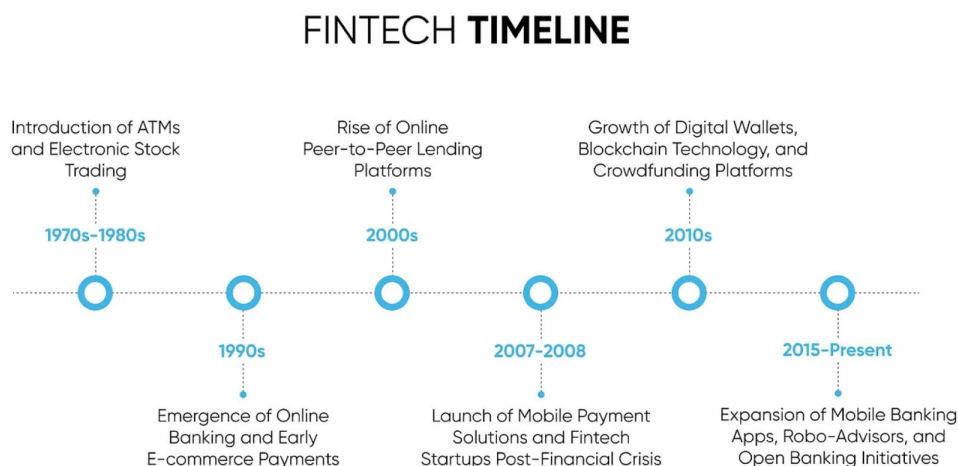 FINTECH TIMELINE
Introduction of ATMs
and Electronic Stock
Trading
1970s-1980s
1990s
Emergence of Online
Banking and Early
E-commerce Payments
Rise of Online
Peer-to-Peer Lending
Platforms
2000s
2007-2008
Launch of Mobile Payment
Solutions and Fintech
Startups Post-Financial Crisis
Growth of Digital Wallets,
Blockchain Technology, and
Crowdfunding Platforms
2010s
2015-Present
Expansion of Mobile Banking
Apps, Robo-Advisors, and
Open Banking Initiatives